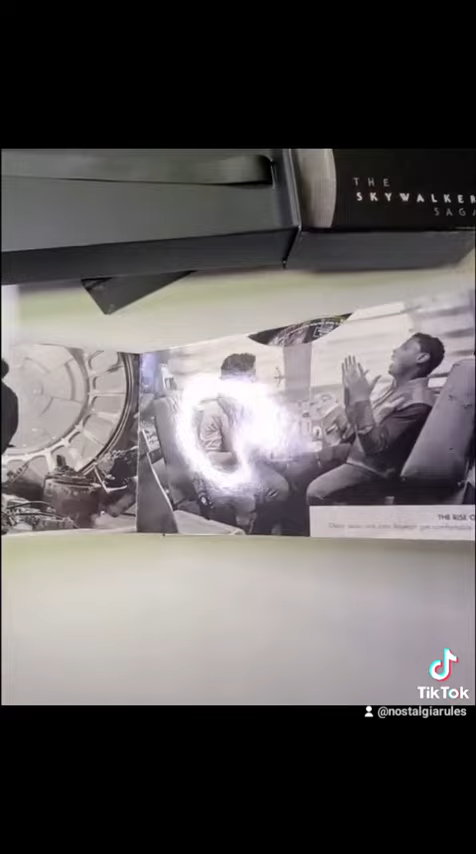 THE
SKYWALKER
SAGA
THE RISE O
TikTok
@nostalgiarules